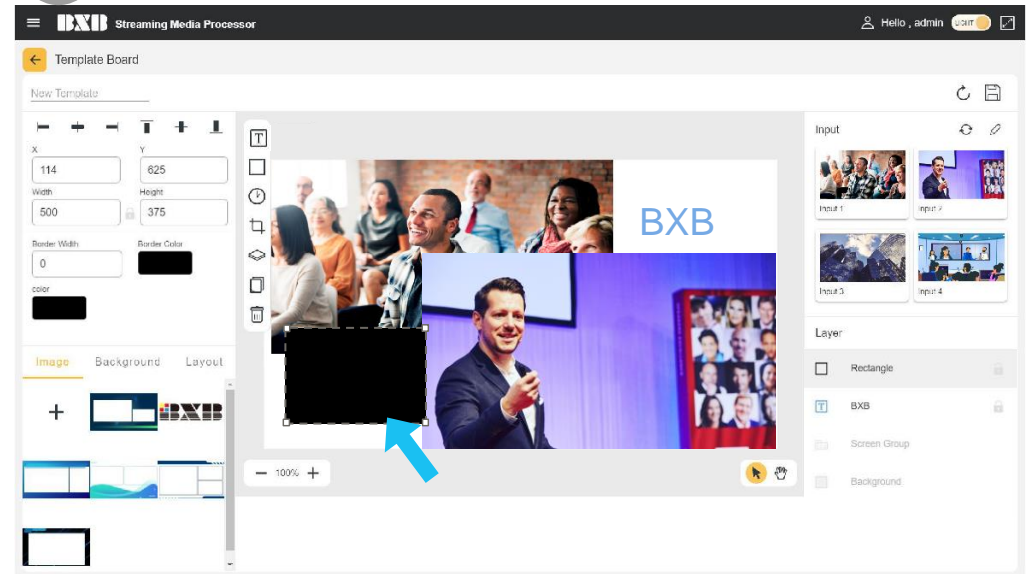 BXB Streaming Media Processor
Hello , admin
LIGHT
Template Board
New Template
X
Y
114
625
Width
Height
500
375
Border Width
Border Color
0
color
Image
Background
Layout
BXB
T
BXB
100%
Input
Input 1
Input 2
Input 3
Input 4
Layer
Rectangle
T
BXB
Screen Group
Background